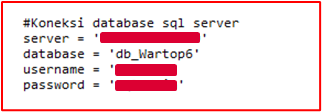 #Koneksi database sql server
server = '
database = 'db_Wartop6'
username = '
password = '